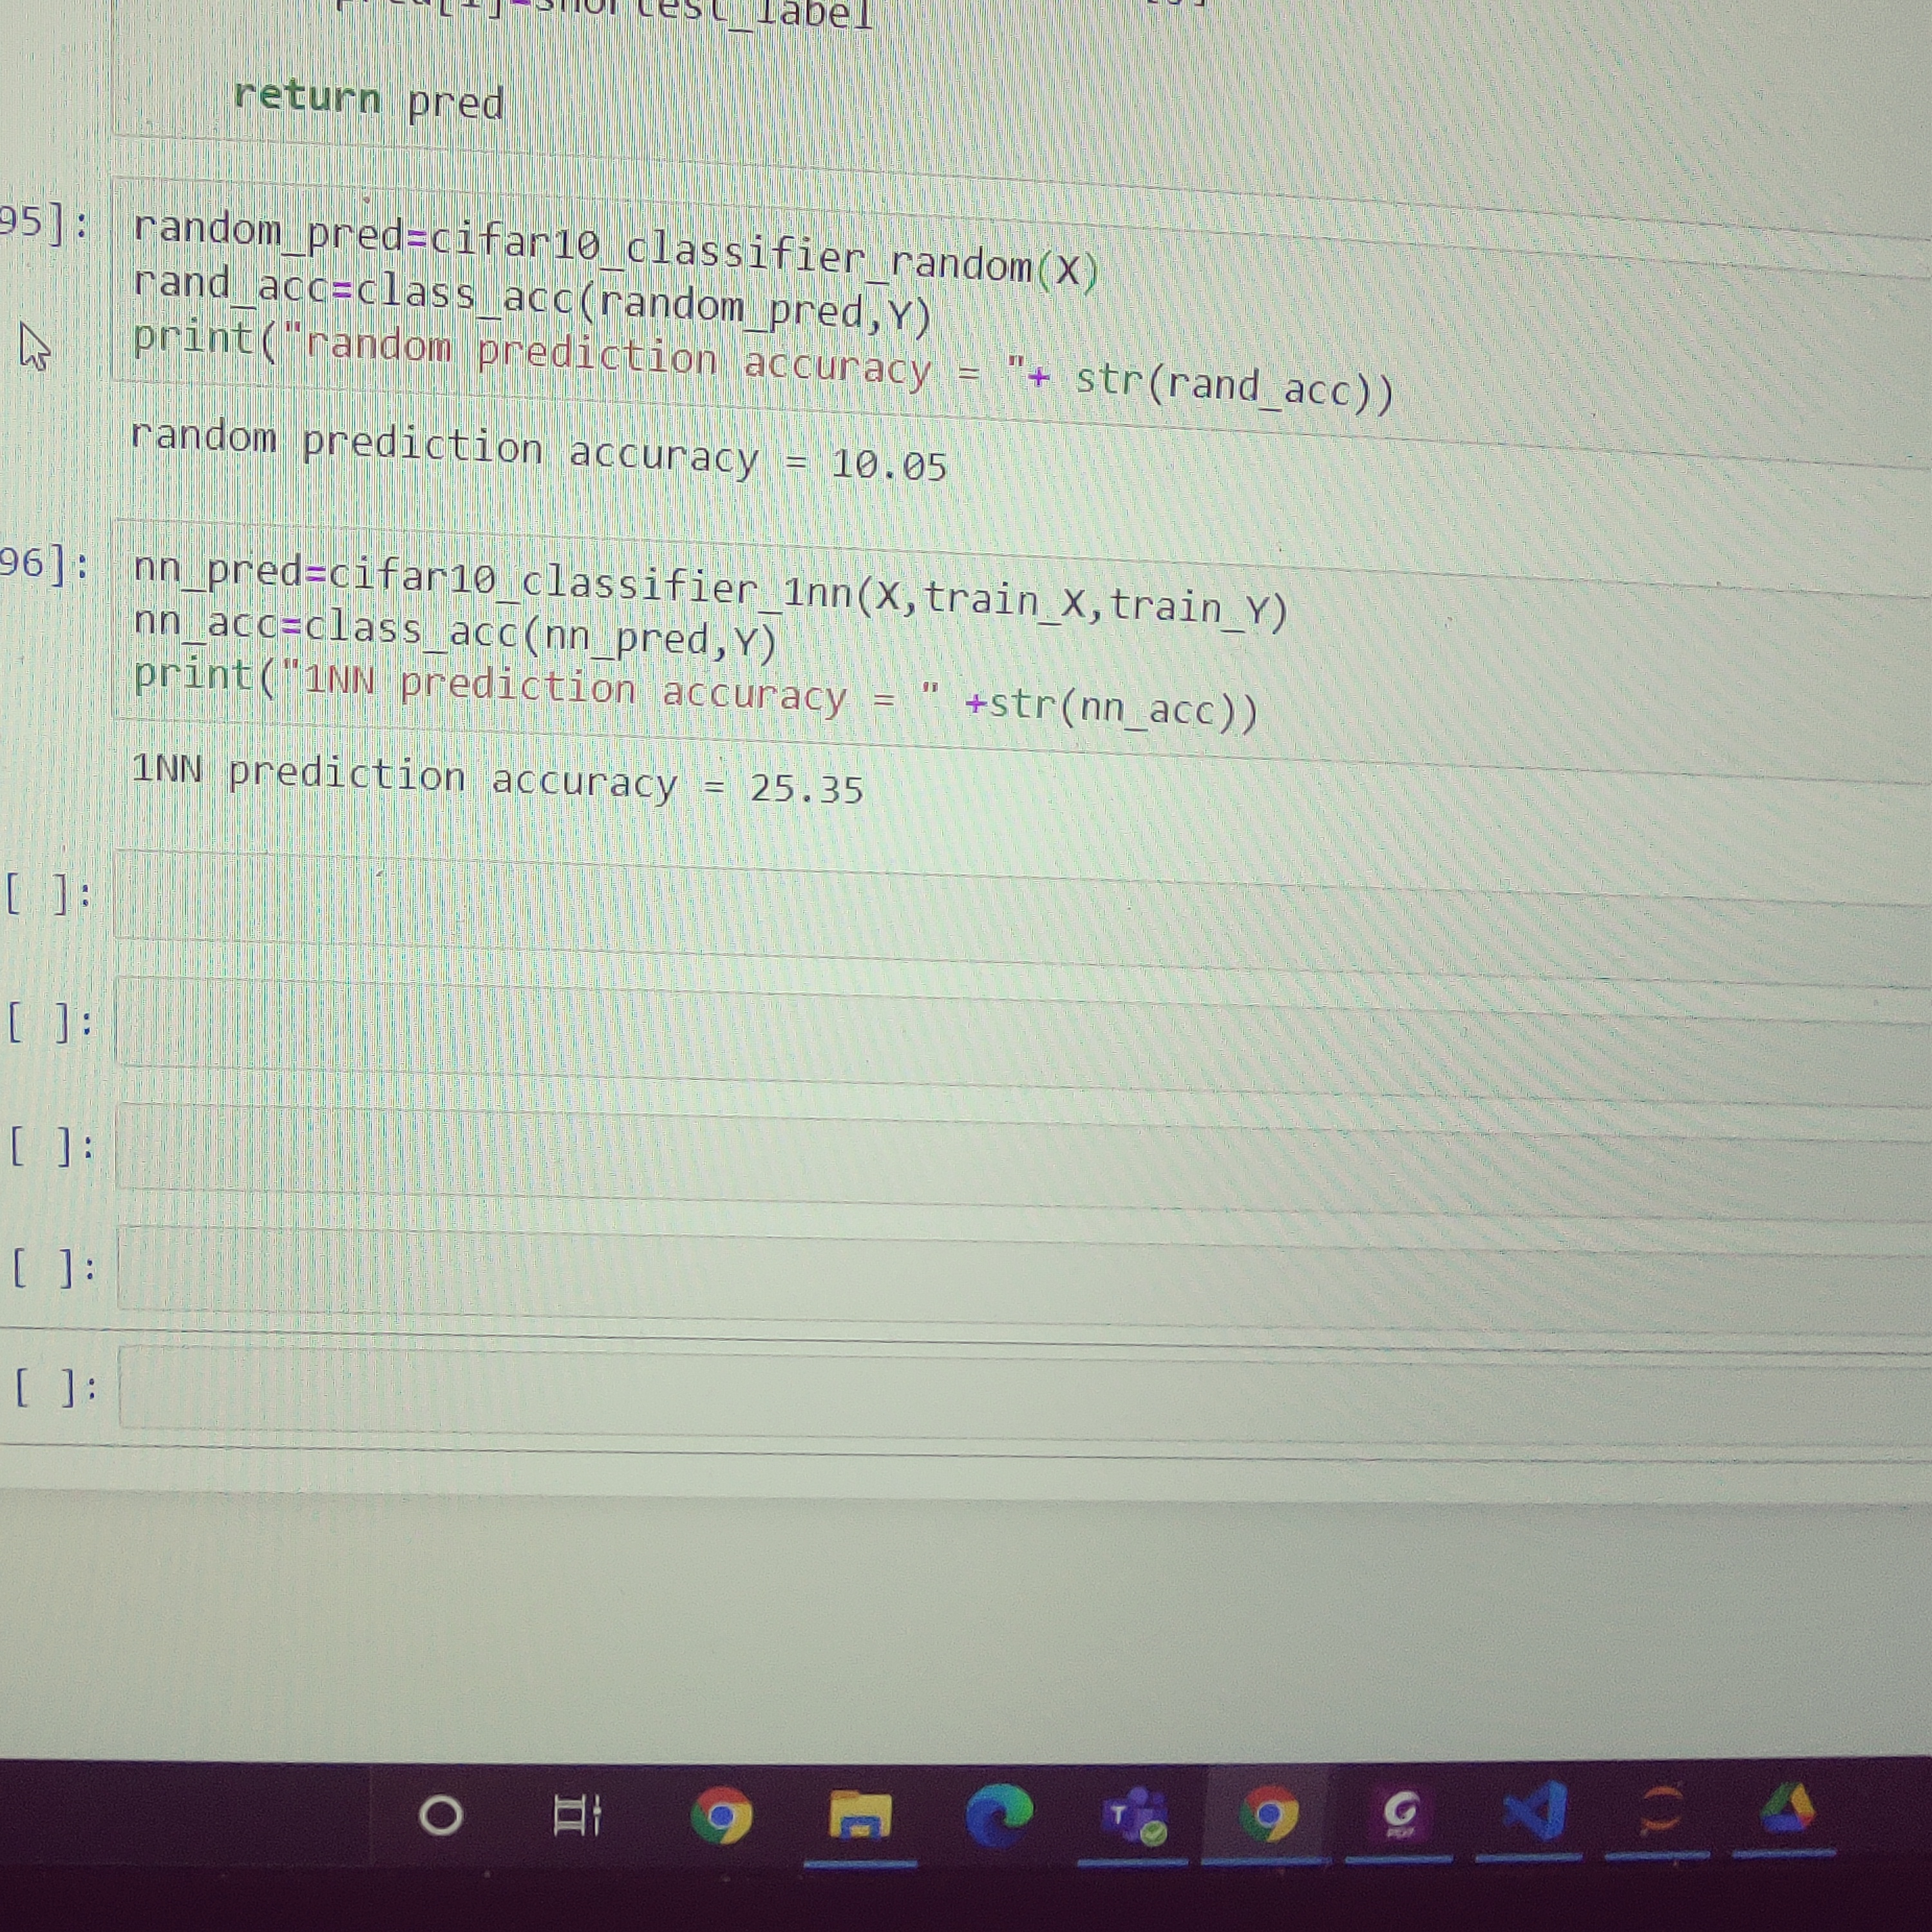 shortest_label
return pred
95]: random_pred=cifar10_classifier_random(X)
rand_acc=class_acc(random_pred,Y)
print("random prediction accuracy = "+ str(rand_acc))
random prediction accuracy = 10.05
96]: nn_pred=cifar10_classifier_1nn(X,train_X,train_Y)
nn_acc=class_acc(nn_pred,Y)
print("1NN prediction accuracy = " +str(nn_acc))
1NN prediction accuracy = 25.35
[ ]:
[ ]:
[ ]:
[ ]:
[ ]:
T
G
PDF